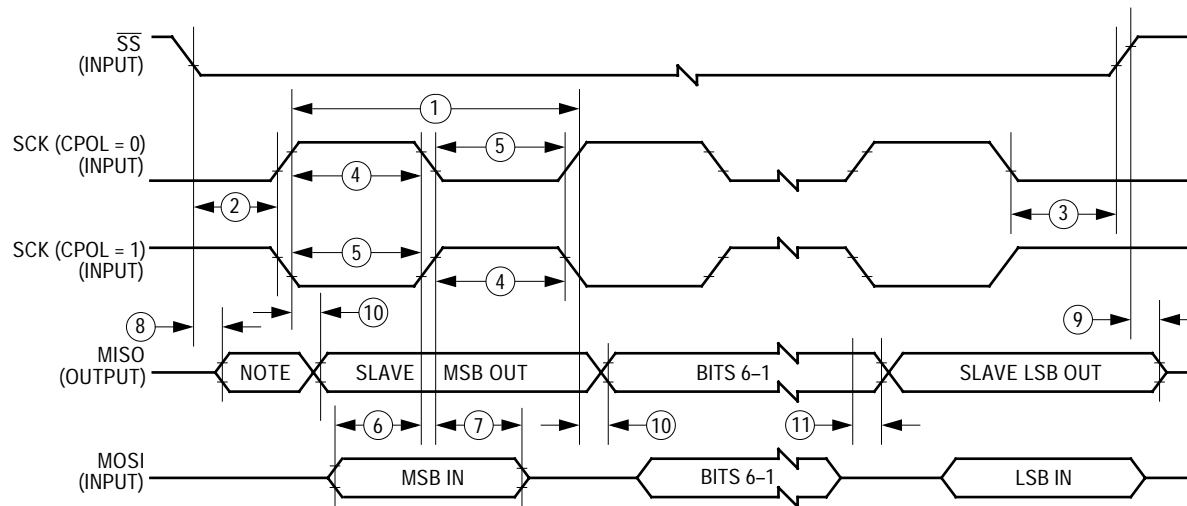 SS
(INPUT)
1
SCK (CPOL = 0)
(INPUT)
5
4
2
3
SCK (CPOL = 1)
(INPUT)
5
4
8
10
9
MISO
(OUTPUT)
NOTE
SLAVE
MSB OUT
BITS 6–1
SLAVE LSB OUT
6
7
10
11
MOSI
(INPUT)
MSB IN
BITS 6–1
LSB IN